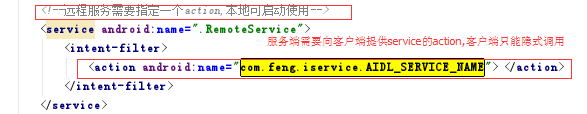 <!--远程服务需要指定一个action,本地可启动使用-->
<service android:name=".RemoteService">
服务端需要向客户端提供service的action,客户端只能隐式调用
<intent-filter>
<action android:name="com.feng.iservice.AIDL_SERVICE_NAME"></action>
</intent-filter>
</service>